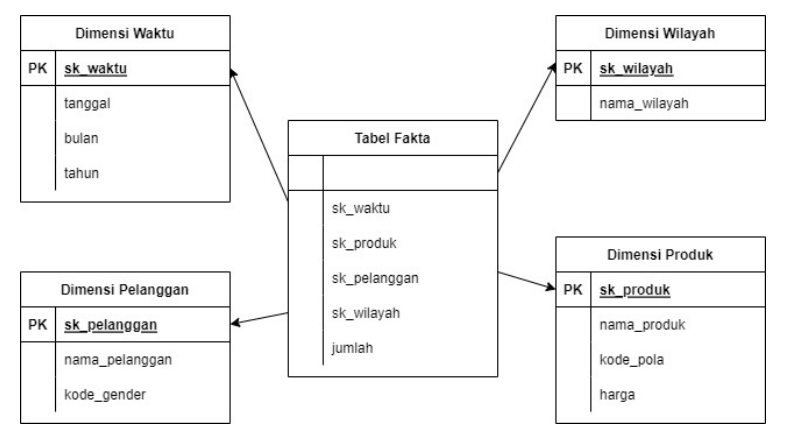 Dimensi Waktu
PK sk_waktu
tanggal
bulan
tahun
Dimensi Wilayah
PK sk_wilayah
nama_wilayah
Tabel Fakta
sk_waktu
sk_produk
sk_pelanggan
sk_wilayah
jumlah
Dimensi Pelanggan
PK sk_pelanggan
nama_pelanggan
kode_gender
Dimensi Produk
PK sk_produk
nama_produk
kode_pola
harga